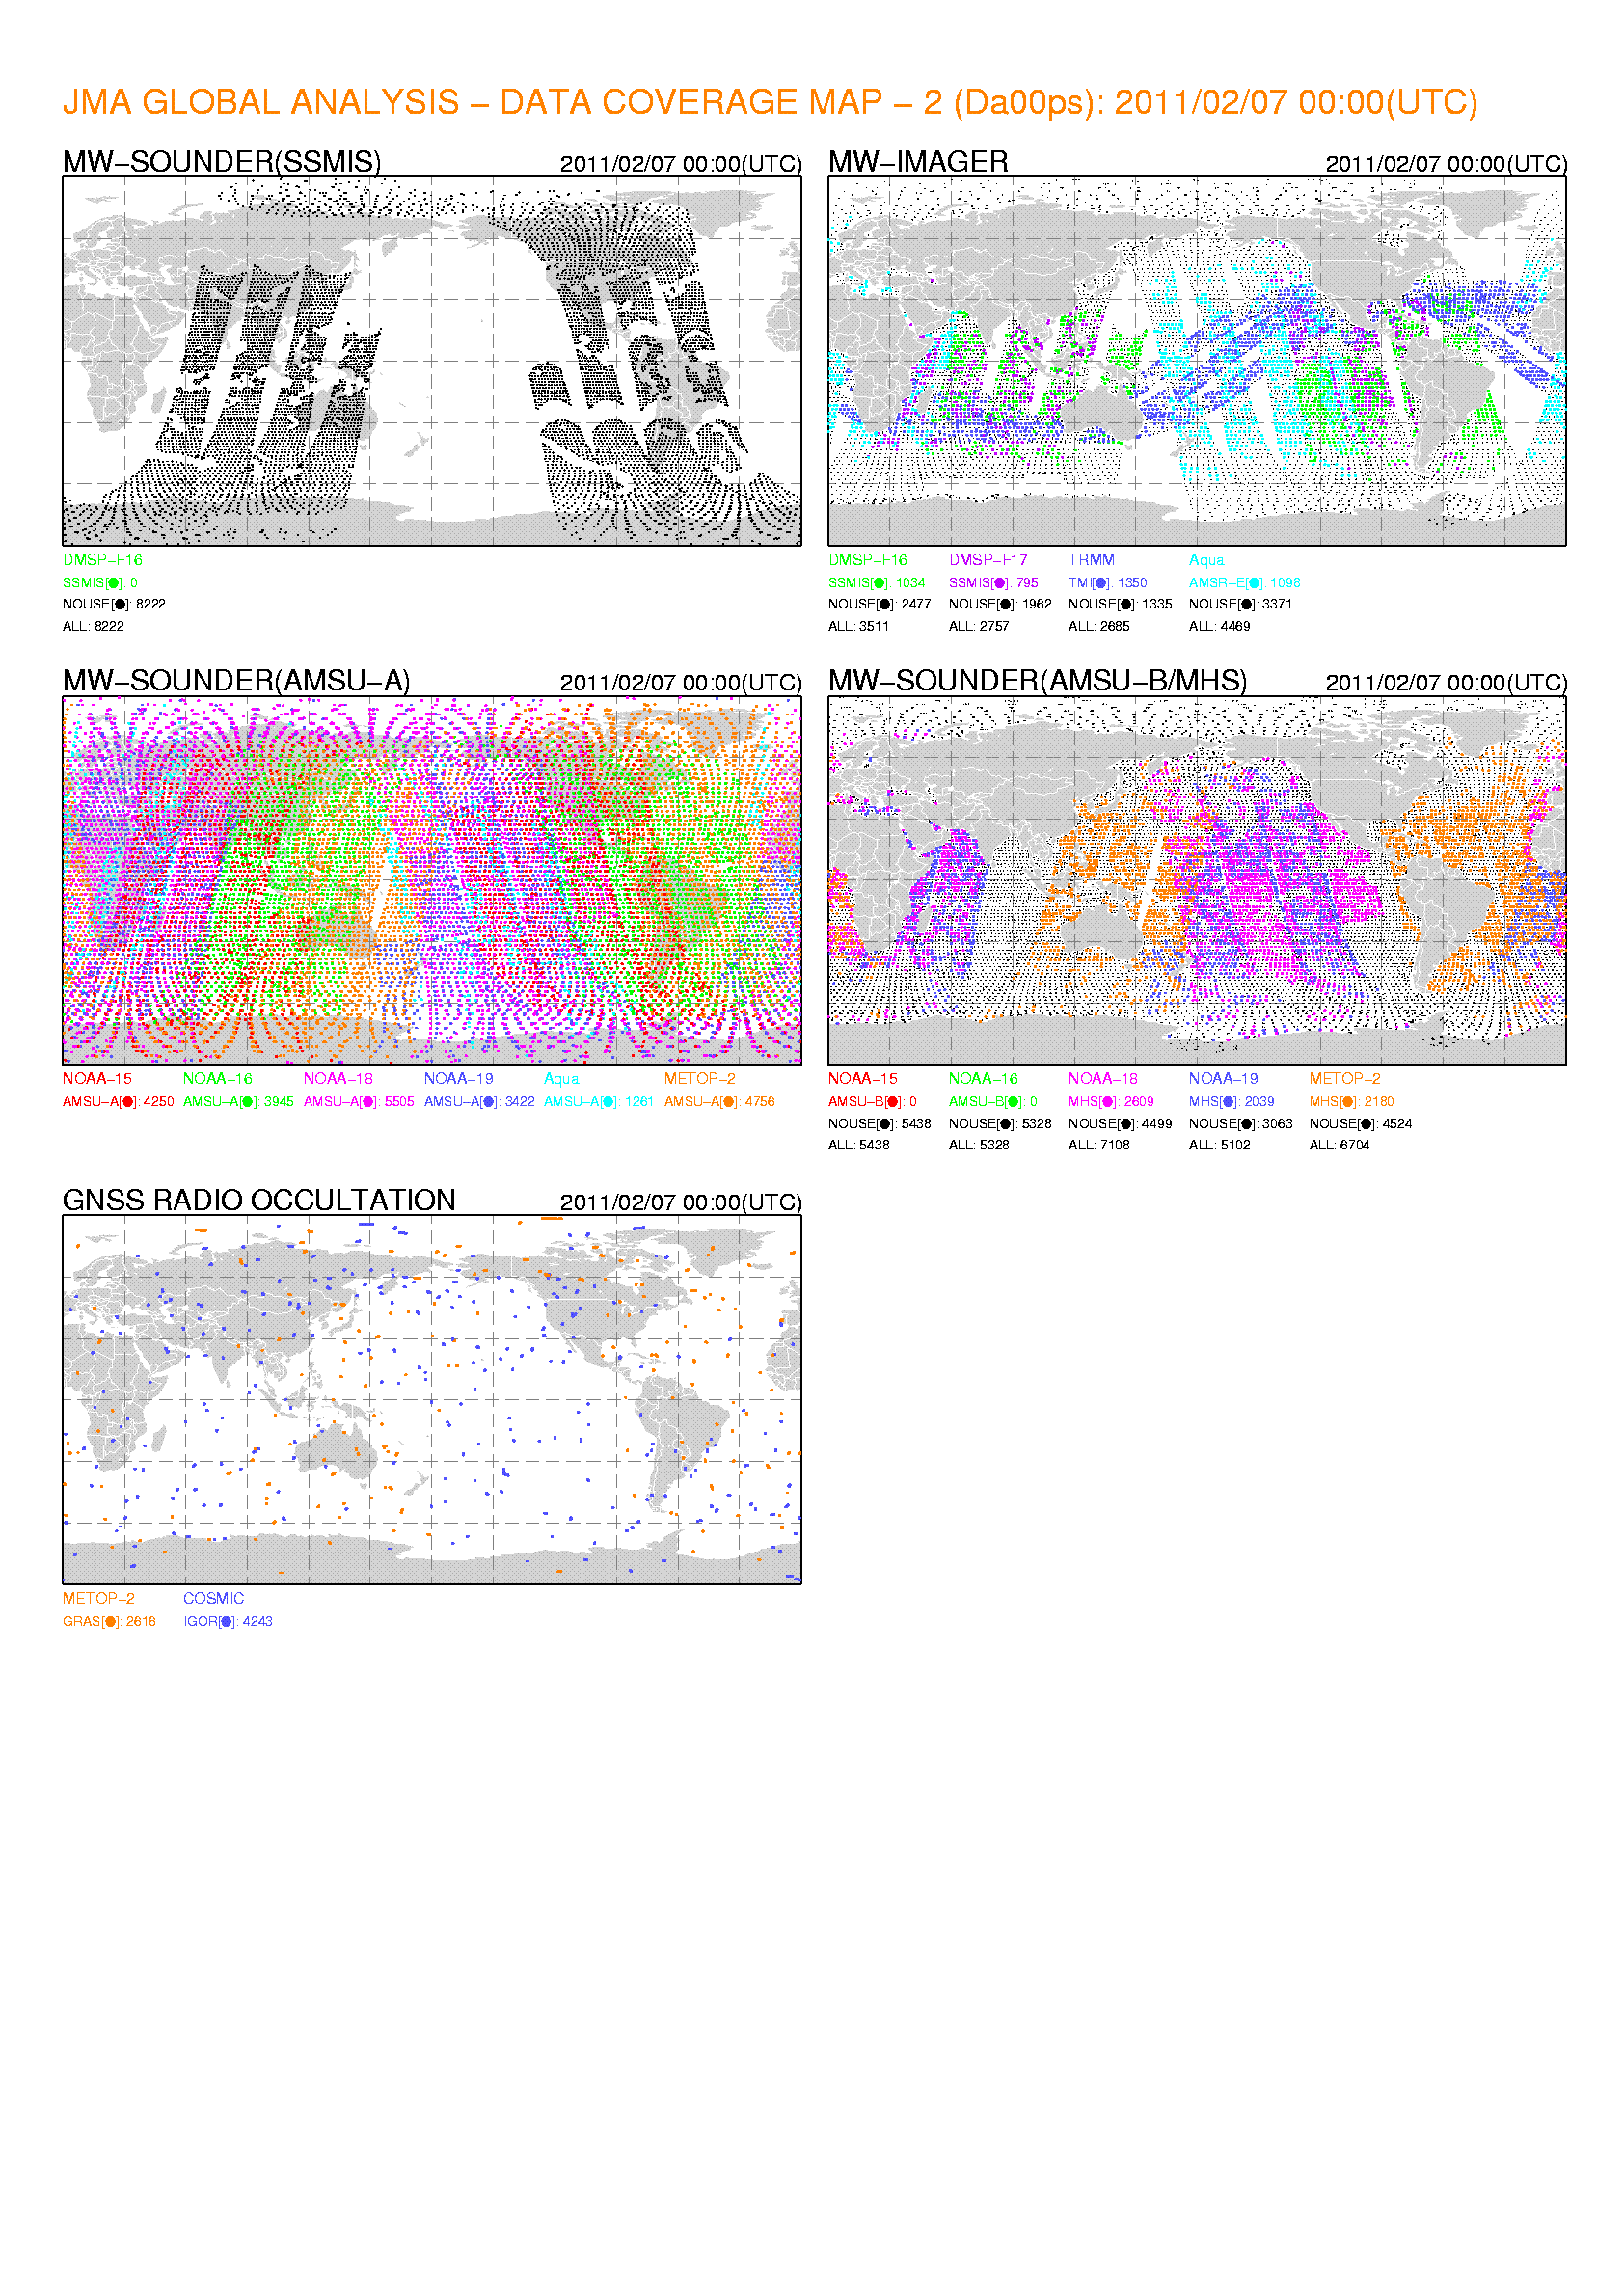 JMA GLOBAL ANALYSIS – DATA COVERAGE MAP – 2 (Da00ps): 2011/02/07 00:00(UTC)
MW–SOUNDER(SSMIS) 2011/02/07 00:00(UTC)
DMSP–F16
SSMIS[●]: 0
NOUSE[●]: 8222
ALL: 8222
MW–IMAGER 2011/02/07 00:00(UTC)
DMSP–F16 DMSP–F17 TRMM Aqua
SSMIS[●]: 1034 SSMIS[●]: 795 TMI[●]: 1350 AMSR–E[●]: 1098
NOUSE[●]: 2477 NOUSE[●]: 1962 NOUSE[●]: 1335 NOUSE[●]: 3371
ALL: 3511 ALL: 2757 ALL: 2685 ALL: 4469
MW–SOUNDER(AMSU–A) 2011/02/07 00:00(UTC)
NOAA–15 NOAA–16 NOAA–18 NOAA–19 Aqua METOP–2
AMSU–A[●]: 4250 AMSU–A[●]: 3945 AMSU–A[●]: 5505 AMSU–A[●]: 3422 AMSU–A[●]: 1261 AMSU–A[●]: 4756
MW–SOUNDER(AMSU–B/MHS) 2011/02/07 00:00(UTC)
NOAA–15 NOAA–16 NOAA–18 NOAA–19 METOP–2
AMSU–B[●]: 0 AMSU–B[●]: 0 MHS[●]: 2609 MHS[●]: 2039 MHS[●]: 2180
NOUSE[●]: 5438 NOUSE[●]: 5328 NOUSE[●]: 4499 NOUSE[●]: 3063 NOUSE[●]: 4524
ALL: 5438 ALL: 5328 ALL: 7108 ALL: 5102 ALL: 6704
GNSS RADIO OCCULTATION 2011/02/07 00:00(UTC)
METOP–2 COSMIC
GRAS[●]: 2616 IGOR[●]: 4243